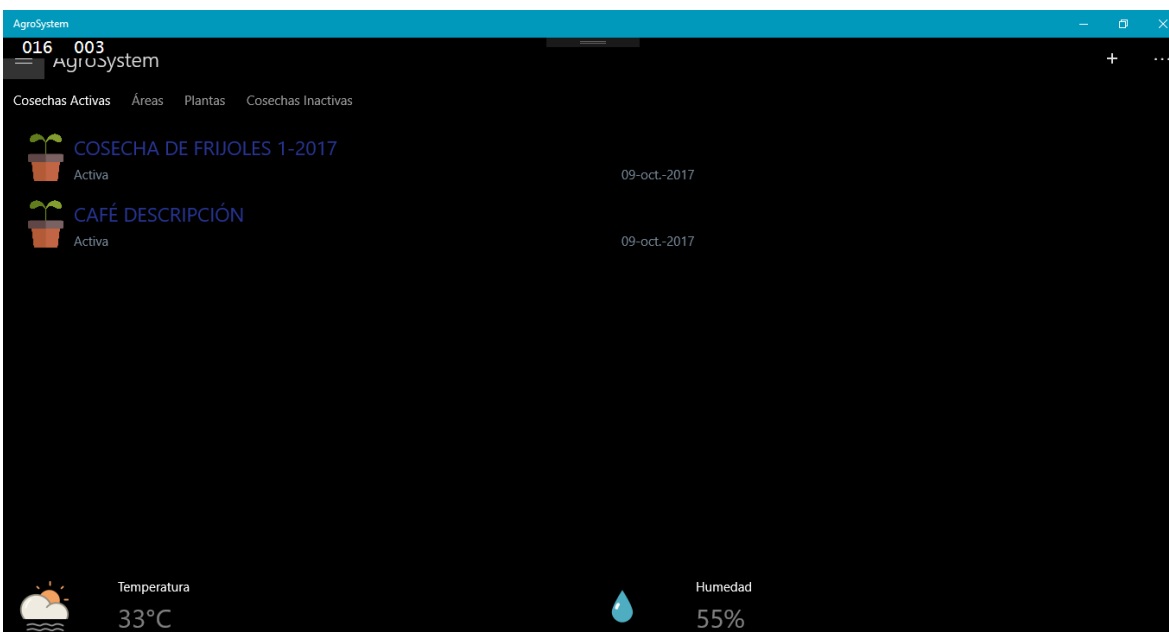 AgroSystem
016 003
AgroSystem
Cosechas Activas Áreas Plantas Cosechas Inactivas
COSECHA DE FRIJOLES 1-2017
Activa 09-oct.-2017
CAFÉ DESCRIPCIÓN
Activa 09-oct.-2017
Temperatura Humedad
33°C 55%